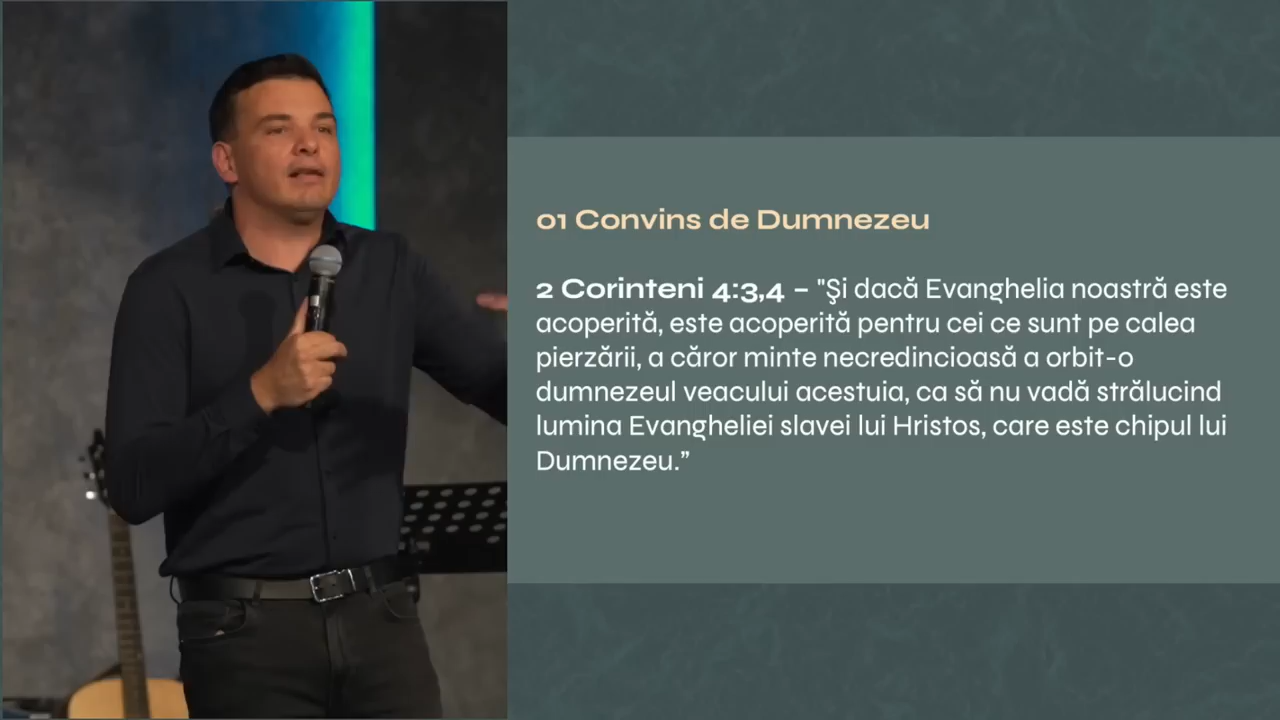 01 Convins de Dumnezeu
2 Corinteni 4:3,4 – "Şi dacă Evanghelia noastră este
acoperită, este acoperită pentru cei ce sunt pe calea
pierzării, a căror minte necredincioasă a orbit-o
dumnezeul veacului acestuia, ca să nu vadă strălucind
lumina Evangheliei slavei lui Hristos, care este chipul lui
Dumnezeu.”